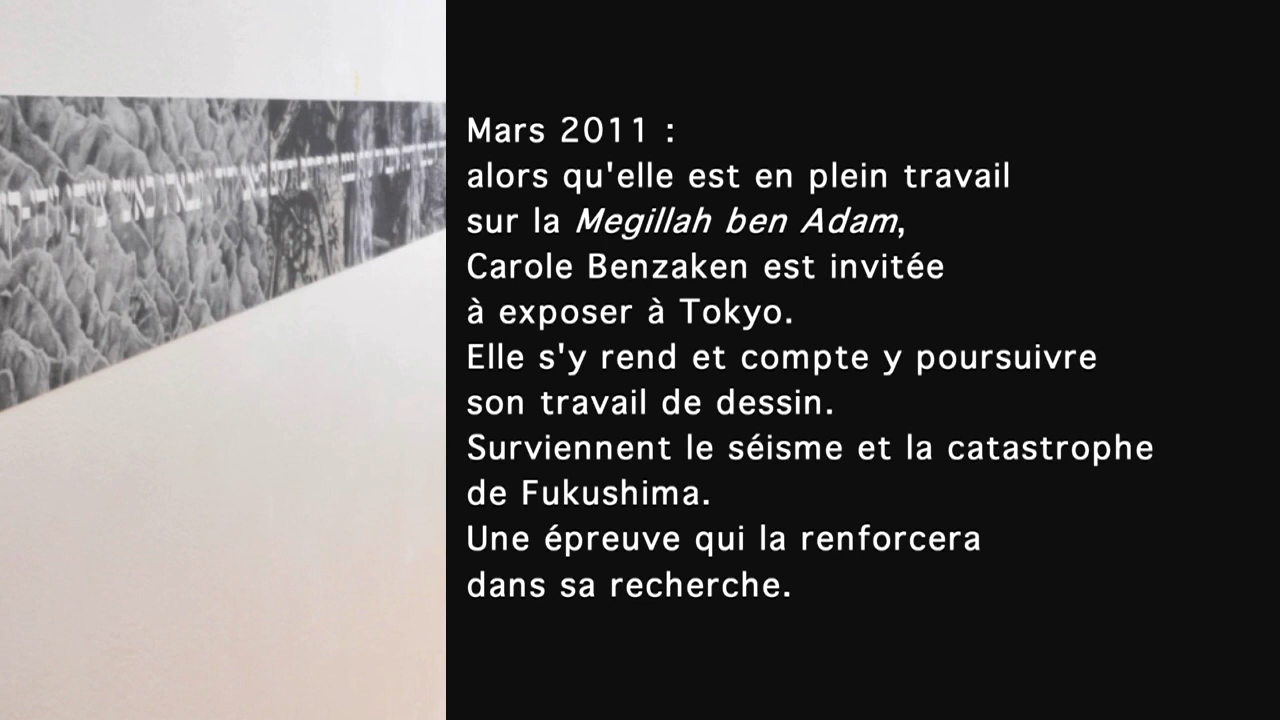 Mars 2011 :
alors qu'elle est en plein travail
sur la Megillah ben Adam,
Carole Benzaken est invitée
à exposer à Tokyo.
Elle s'y rend et compte y poursuivre
son travail de dessin.
Surviennent le séisme et la catastrophe
de Fukushima.
Une épreuve qui la renforcera
dans sa recherche.